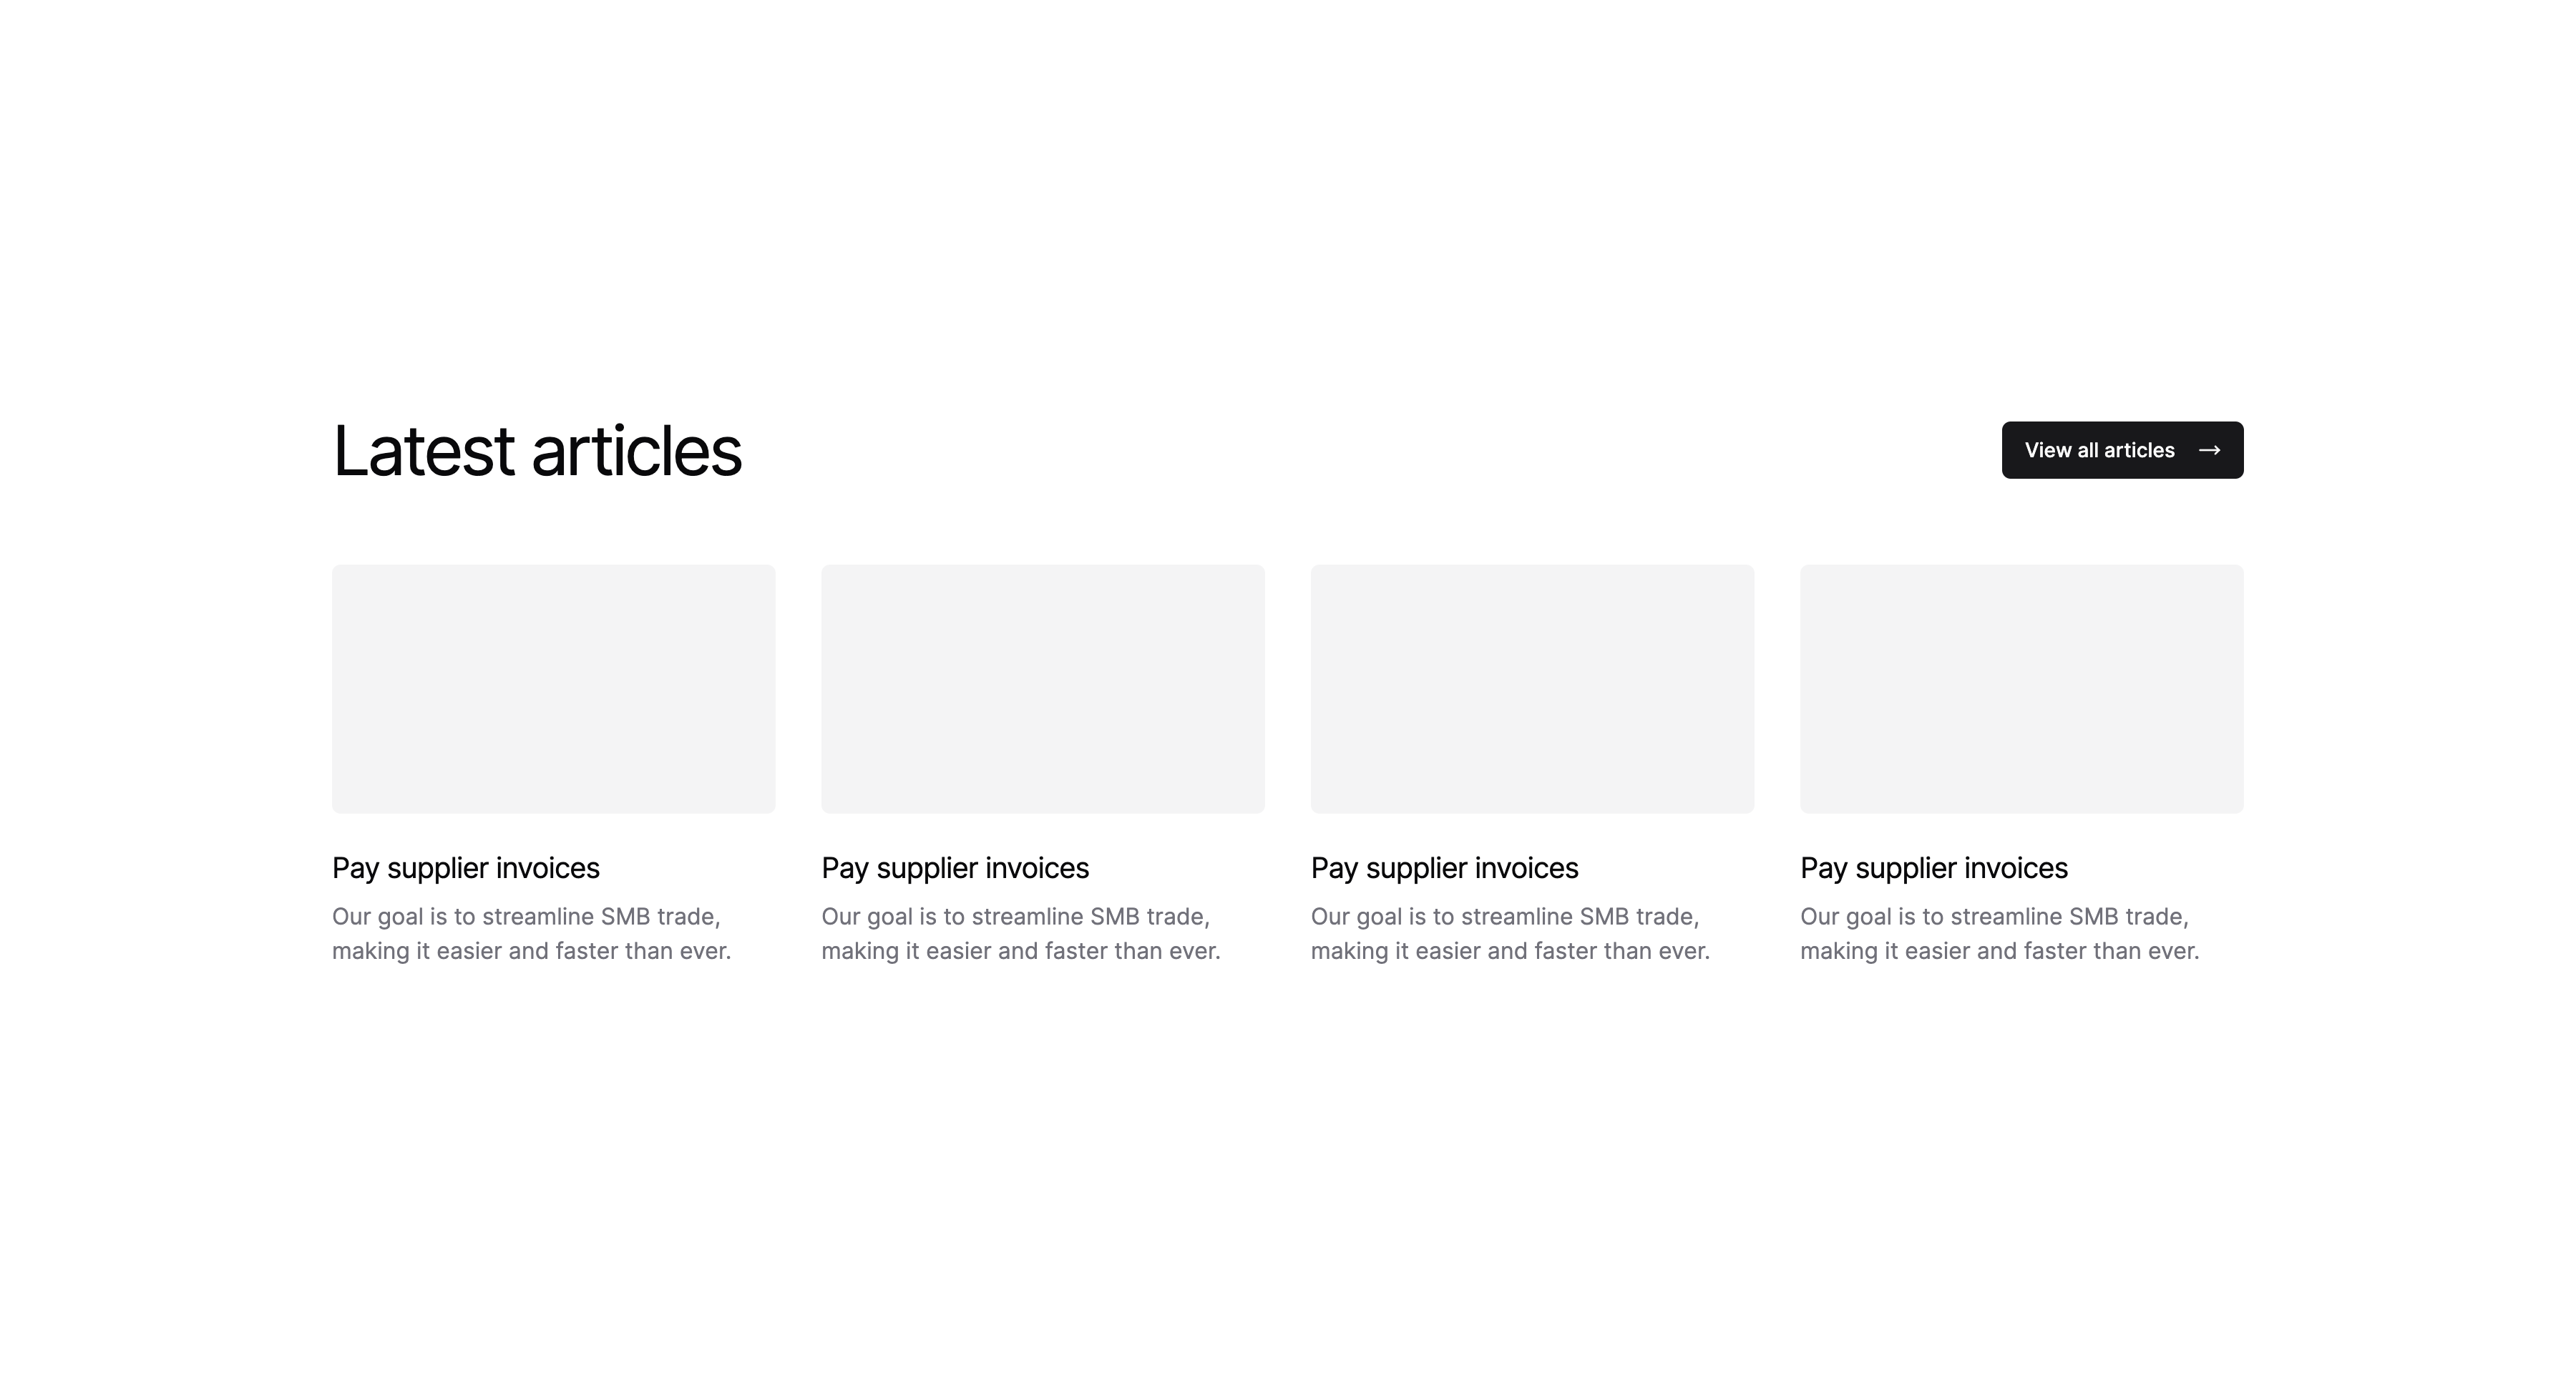 Latest articles
View all articles →
Pay supplier invoices
Our goal is to streamline SMB trade,
making it easier and faster than ever.
Pay supplier invoices
Our goal is to streamline SMB trade,
making it easier and faster than ever.
Pay supplier invoices
Our goal is to streamline SMB trade,
making it easier and faster than ever.
Pay supplier invoices
Our goal is to streamline SMB trade,
making it easier and faster than ever.